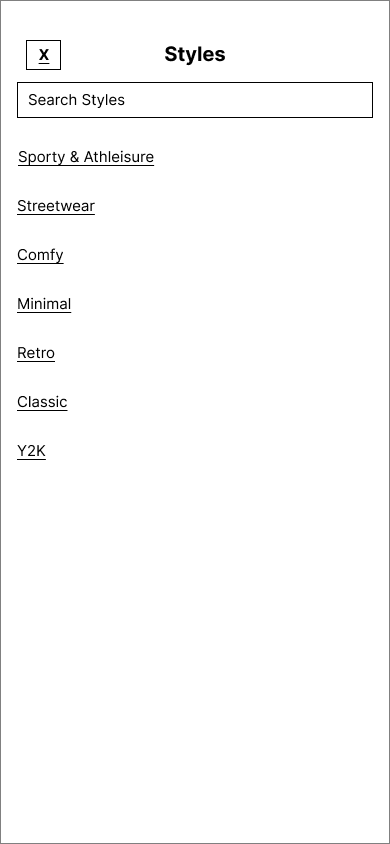 X
Styles
Search Styles
Sporty & Athleisure
Streetwear
Comfy
Minimal
Retro
Classic
Y2K